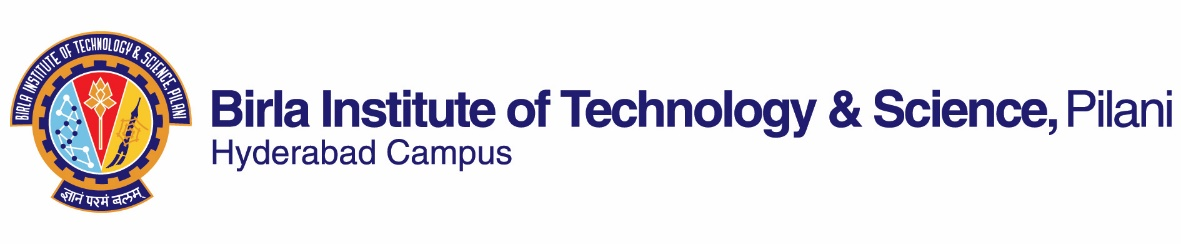 BIRLA INSTITUTE OF TECHNOLOGY & SCIENCE, PILANI
Birla Institute of Technology & Science, Pilani
Hyderabad Campus
ज्ञानं परमं बलम्